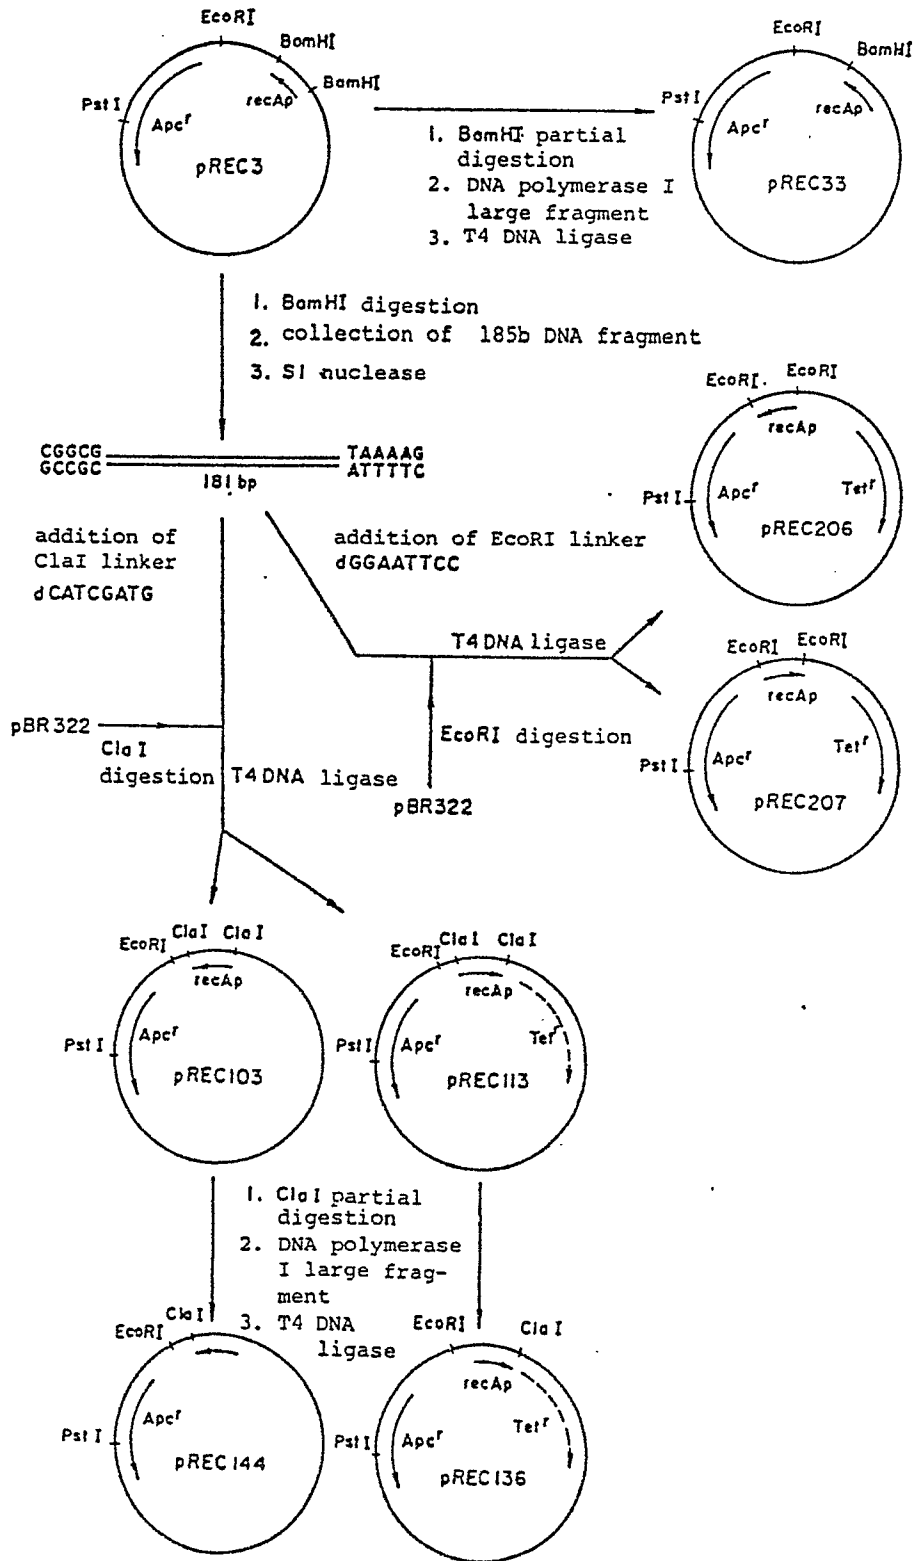 EcoRI
BamHI
BamHI
PstI
recAp
Apcʳ
pREC3
1. BamHI partial
digestion
2. DNA polymerase I
large fragment
3. T4 DNA ligase
EcoRI
BamHI
PstI
recAp
Apcʳ
pREC33
1. BamHI digestion
2. collection of 185b DNA fragment
3. SI nuclease
CGGCG
GCCGC
TAAAAG
ATTTTC
181 bp
EcoRI.
EcoRI
recAp
PstI
Apcʳ
Tetʳ
pREC206
addition of
ClaI linker
dCATCGATG
addition of EcoRI linker
dGGAATTCC
T4 DNA ligase
EcoRI
EcoRI
recAp
PstI
Apcʳ
Tetʳ
pREC207
pBR322
ClaI
digestion
T4 DNA ligase
EcoRI digestion
pBR322
EcoRI
ClaI
ClaI
recAp
PstI
Apcʳ
pREC103
EcoRI
ClaI
ClaI
recAp
PstI
Apcʳ
Tetʳ
pREC113
1. ClaI partial
digestion
2. DNA polymerase
I large frag-
ment
3. T4 DNA
ligase
EcoRI
ClaI
PstI
Apcʳ
pREC144
EcoRI
ClaI
recAp
PstI
Apcʳ
Tetʳ
pREC136